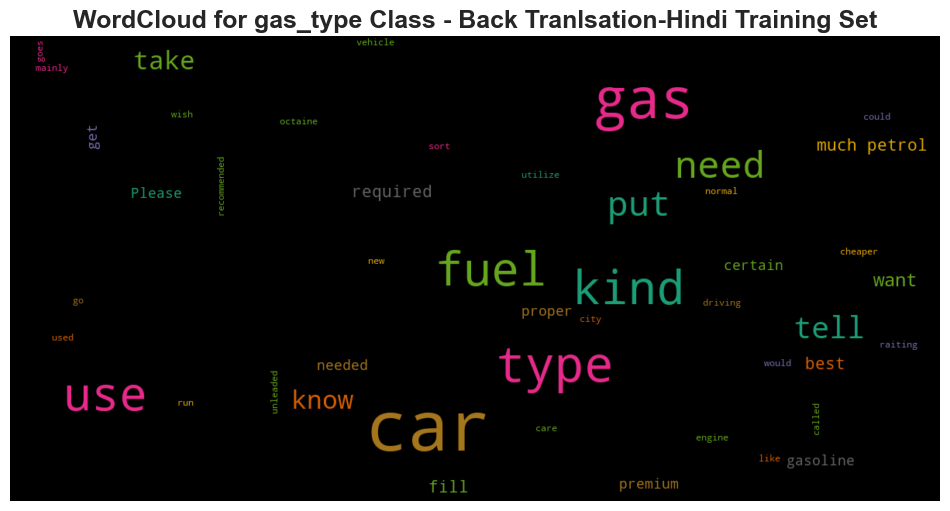 WordCloud for gas_type Class - Back Tranlsation-Hindi Training Set
goes
mainly
take
vehicle
gas
wish
octaine
could
get
sort
much petrol
need
recommended
Please
required
utilize
normal
put
fuel
new
kind
certain
cheaper
want
go
proper
city
driving
tell
used
raiting
type
needed
would
best
use
run
unleaded
know
car
care
engine
called
like
gasoline
fill
premium